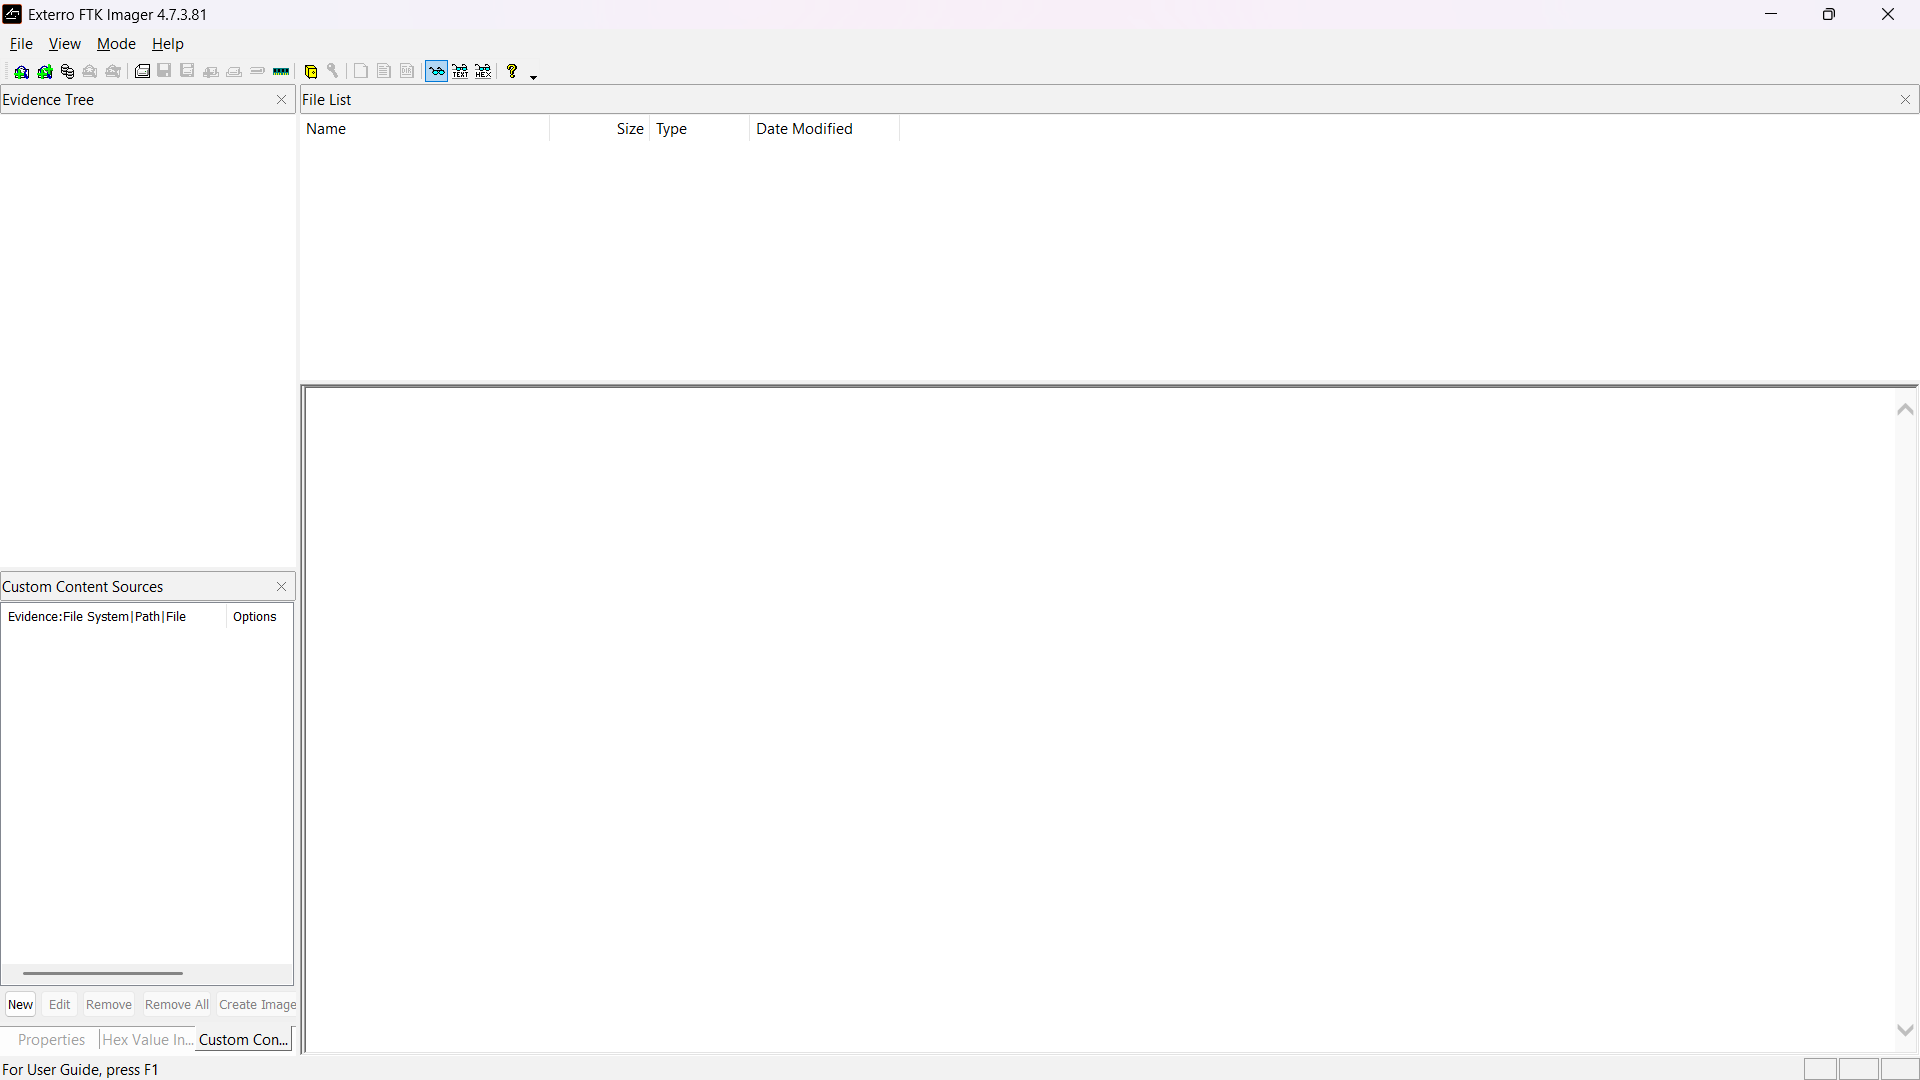 Exterro FTK Imager 4.7.3.81
File View Mode Help
TEXT HEX
Evidence Tree
File List
Name Size Type Date Modified
Custom Content Sources
Evidence:File System|Path|File Options
New Edit Remove Remove All Create Image
Properties Hex Value In... Custom Con...
For User Guide, press F1